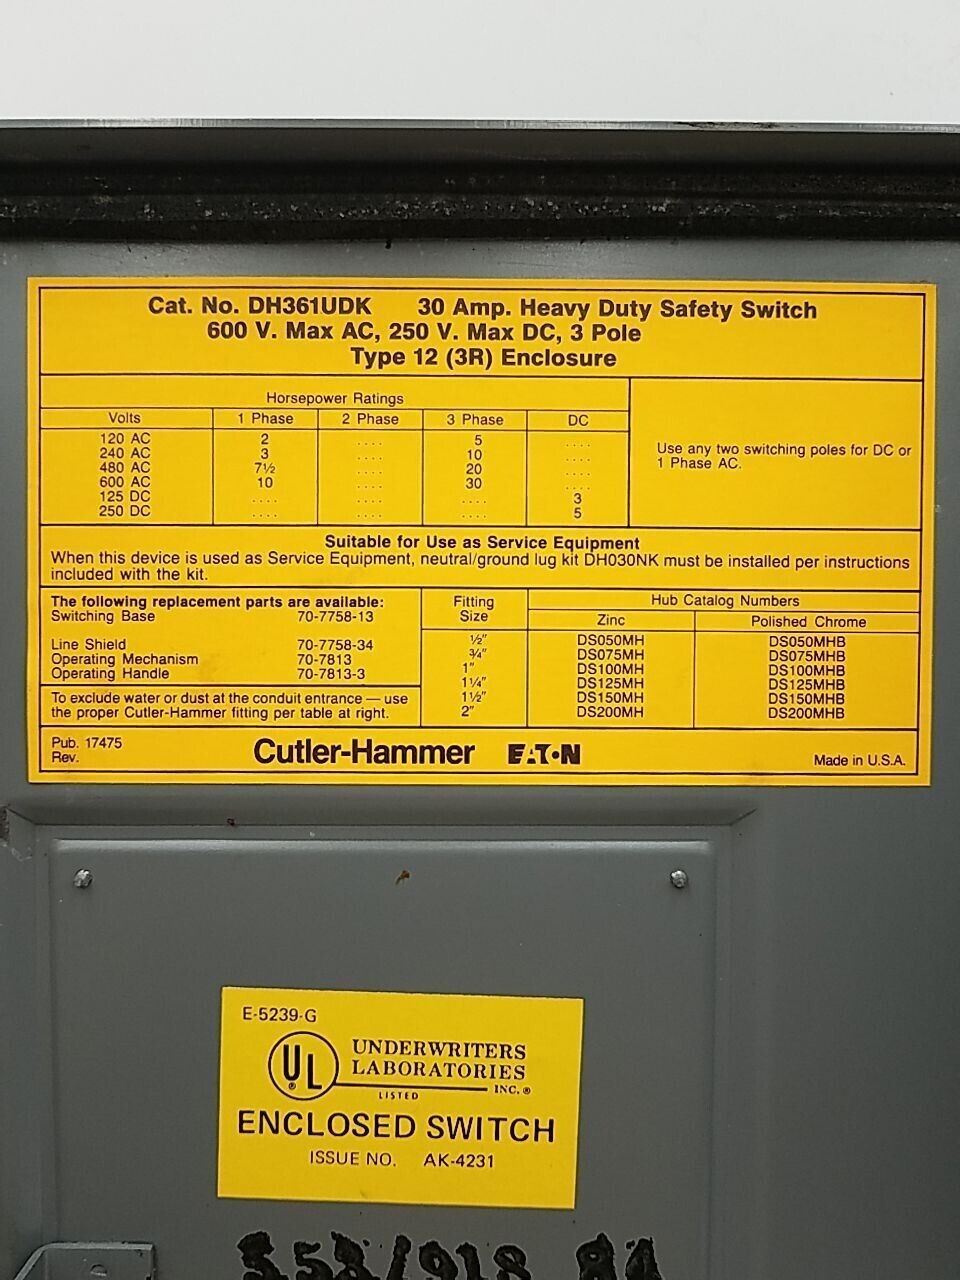 Cat. No. DH361UDK 30 Amp. Heavy Duty Safety Switch
600 V. Max AC, 250 V. Max DC, 3 Pole
Type 12 (3R) Enclosure
Horsepower Ratings
Volts 1 Phase 2 Phase 3 Phase DC
120 AC 2 .... 5 ....
240 AC 3 .... 10 ....
480 AC 7½ .... 20 ....
600 AC 10 .... 30 ....
125 DC .... .... .... 3
250 DC .... .... .... 5
Use any two switching poles for DC or
1 Phase AC.
Suitable for Use as Service Equipment
When this device is used as Service Equipment, neutral/ground lug kit DH030NK must be installed per instructions
included with the kit.
The following replacement parts are available:
Switching Base 70-7758-13
Line Shield 70-7758-34
Operating Mechanism 70-7813
Operating Handle 70-7813-3
To exclude water or dust at the conduit entrance — use
the proper Cutler-Hammer fitting per table at right.
Fitting Size Hub Catalog Numbers
Zinc Polished Chrome
½" DS050MH DS050MHB
¾" DS075MH DS075MHB
1" DS100MH DS100MHB
1¼" DS125MH DS125MHB
1½" DS150MH DS150MHB
2" DS200MH DS200MHB
Pub. 17475
Rev.
Cutler-Hammer EATON
Made in U.S.A.
E-5239-G
UL ®
UNDERWRITERS
LABORATORIES
INC.®
LISTED
ENCLOSED SWITCH
ISSUE NO. AK-4231